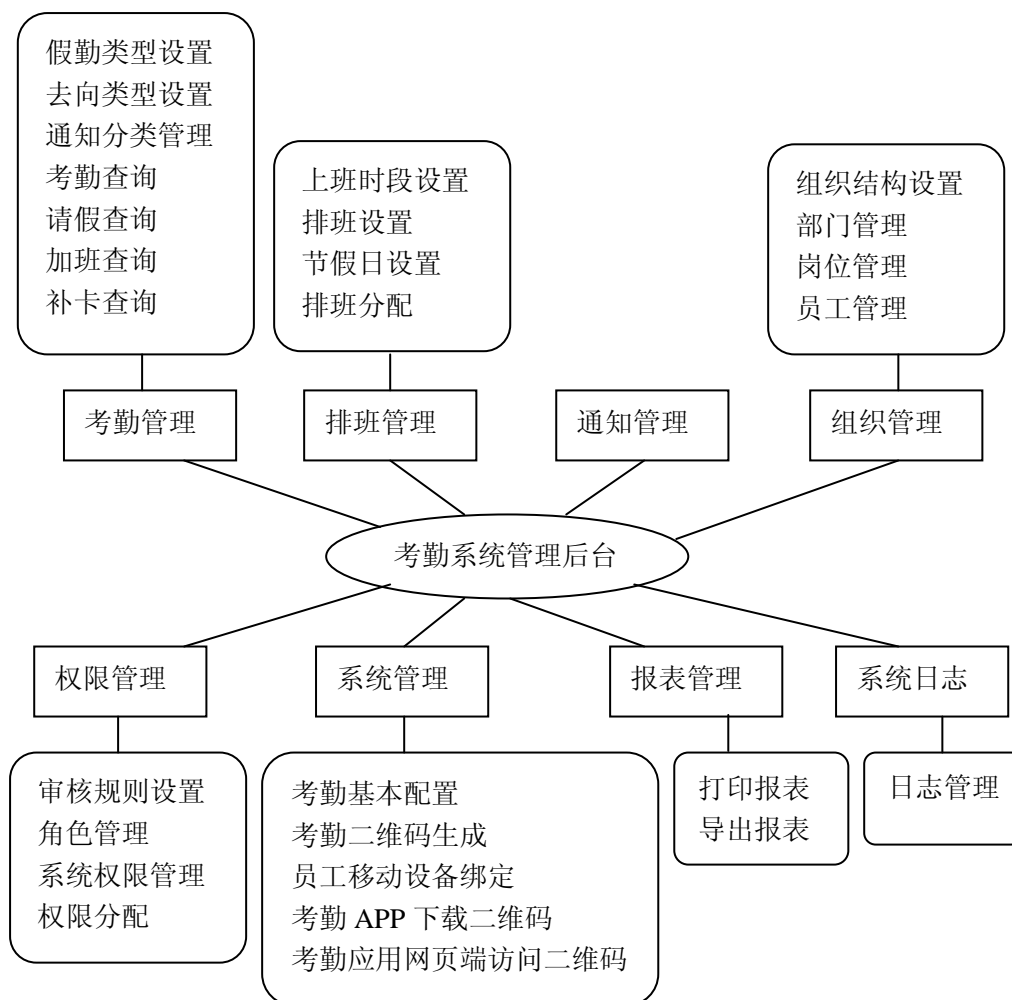 假勤类型设置
去向类型设置
通知分类管理
考勤查询
请假查询
加班查询
补卡查询
上班时段设置
排班设置
节假日设置
排班分配
组织结构设置
部门管理
岗位管理
员工管理
考勤管理
排班管理
通知管理
组织管理
考勤系统管理后台
权限管理
系统管理
报表管理
系统日志
审核规则设置
角色管理
系统权限管理
权限分配
考勤基本配置
考勤二维码生成
员工移动设备绑定
考勤 APP 下载二维码
考勤应用网页端访问二维码
打印报表
导出报表
日志管理